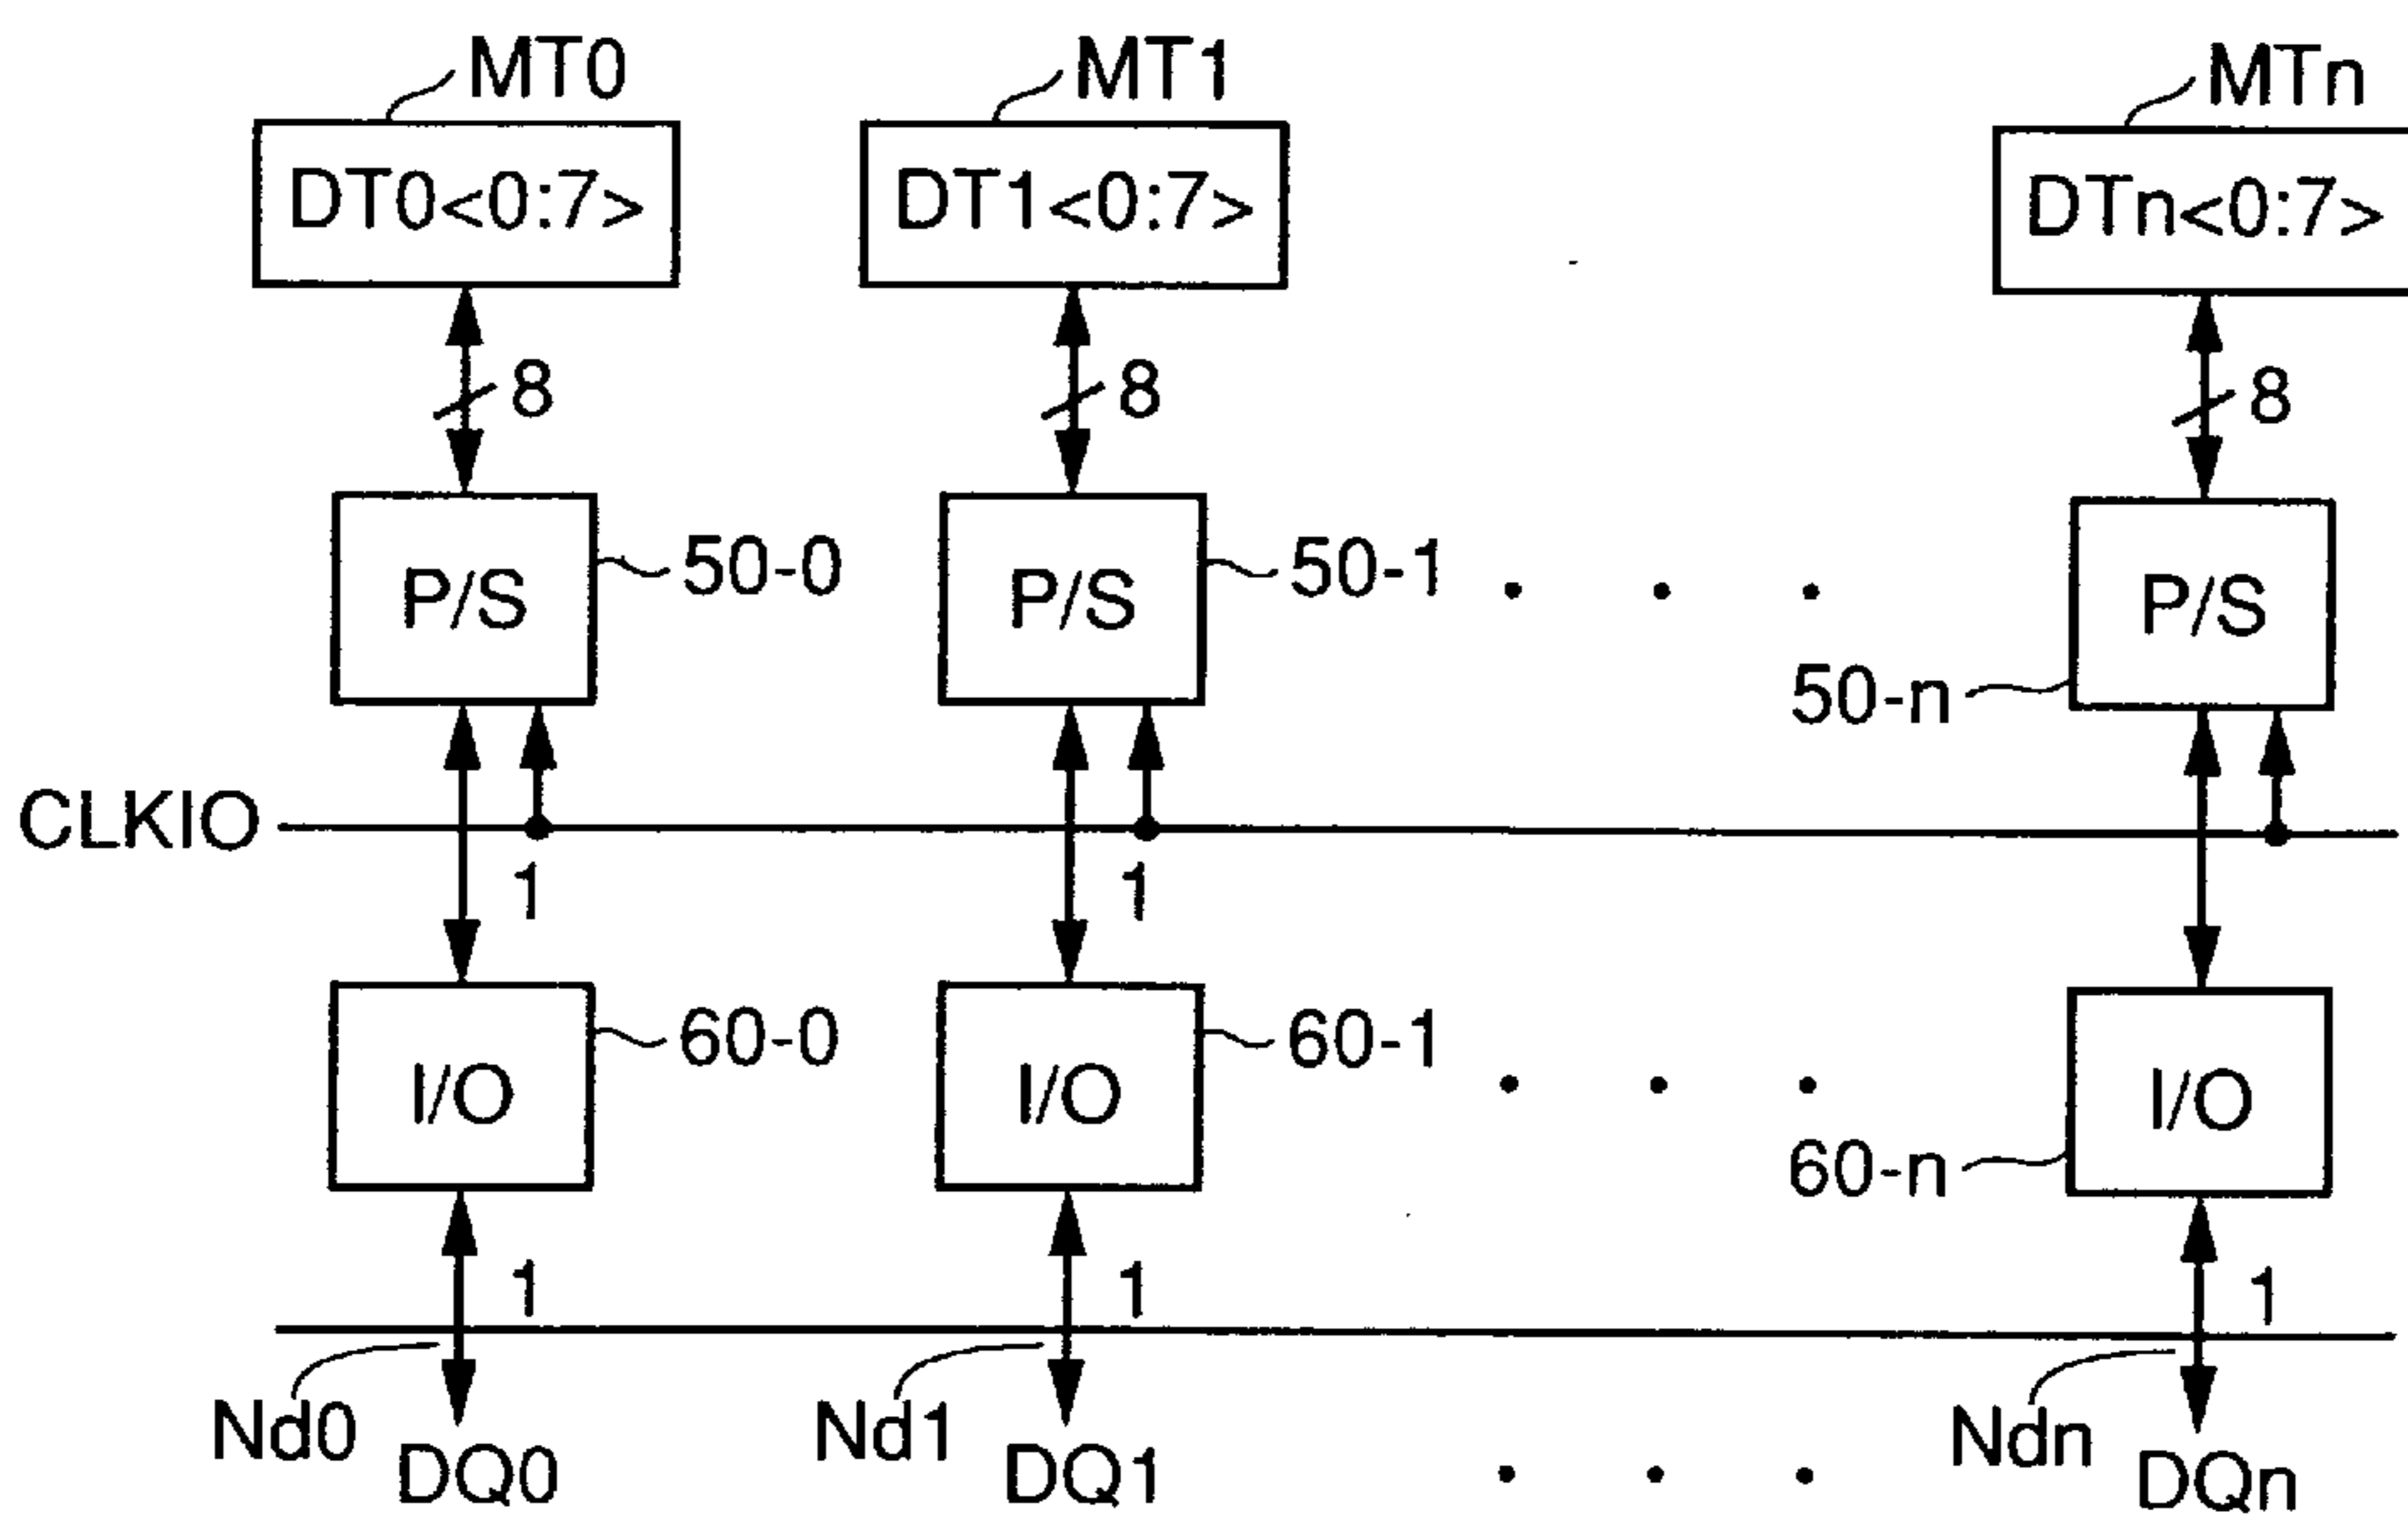 MT0 MT1 MTn
DT0<0:7> DT1<0:7> DTn<0:7>
8 8 8
P/S 50-0 P/S 50-1 . . . P/S
50-n
CLKIO
1 1
I/O 60-0 I/O 60-1 . . . I/O
60-n
1 1 1
Nd0 Nd1 Ndn
DQ0 DQ1 . . . DQn